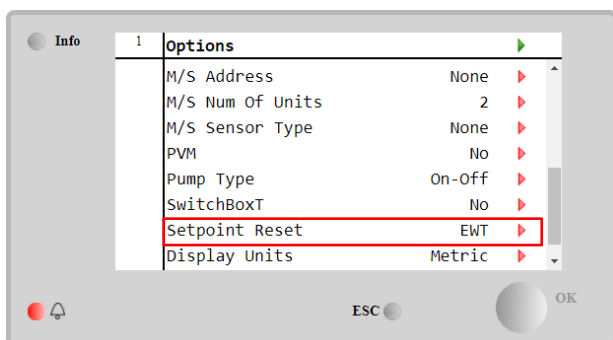 Info
1 Options
M/S Address None
M/S Num Of Units 2
M/S Sensor Type None
PVM No
Pump Type On-Off
SwitchBoxT No
Setpoint Reset EWT
Display Units Metric
ESC
OK